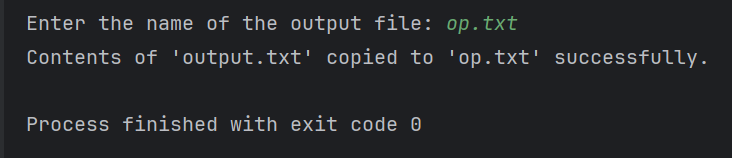 Enter the name of the output file: op.txt
Contents of 'output.txt' copied to 'op.txt' successfully.
Process finished with exit code 0